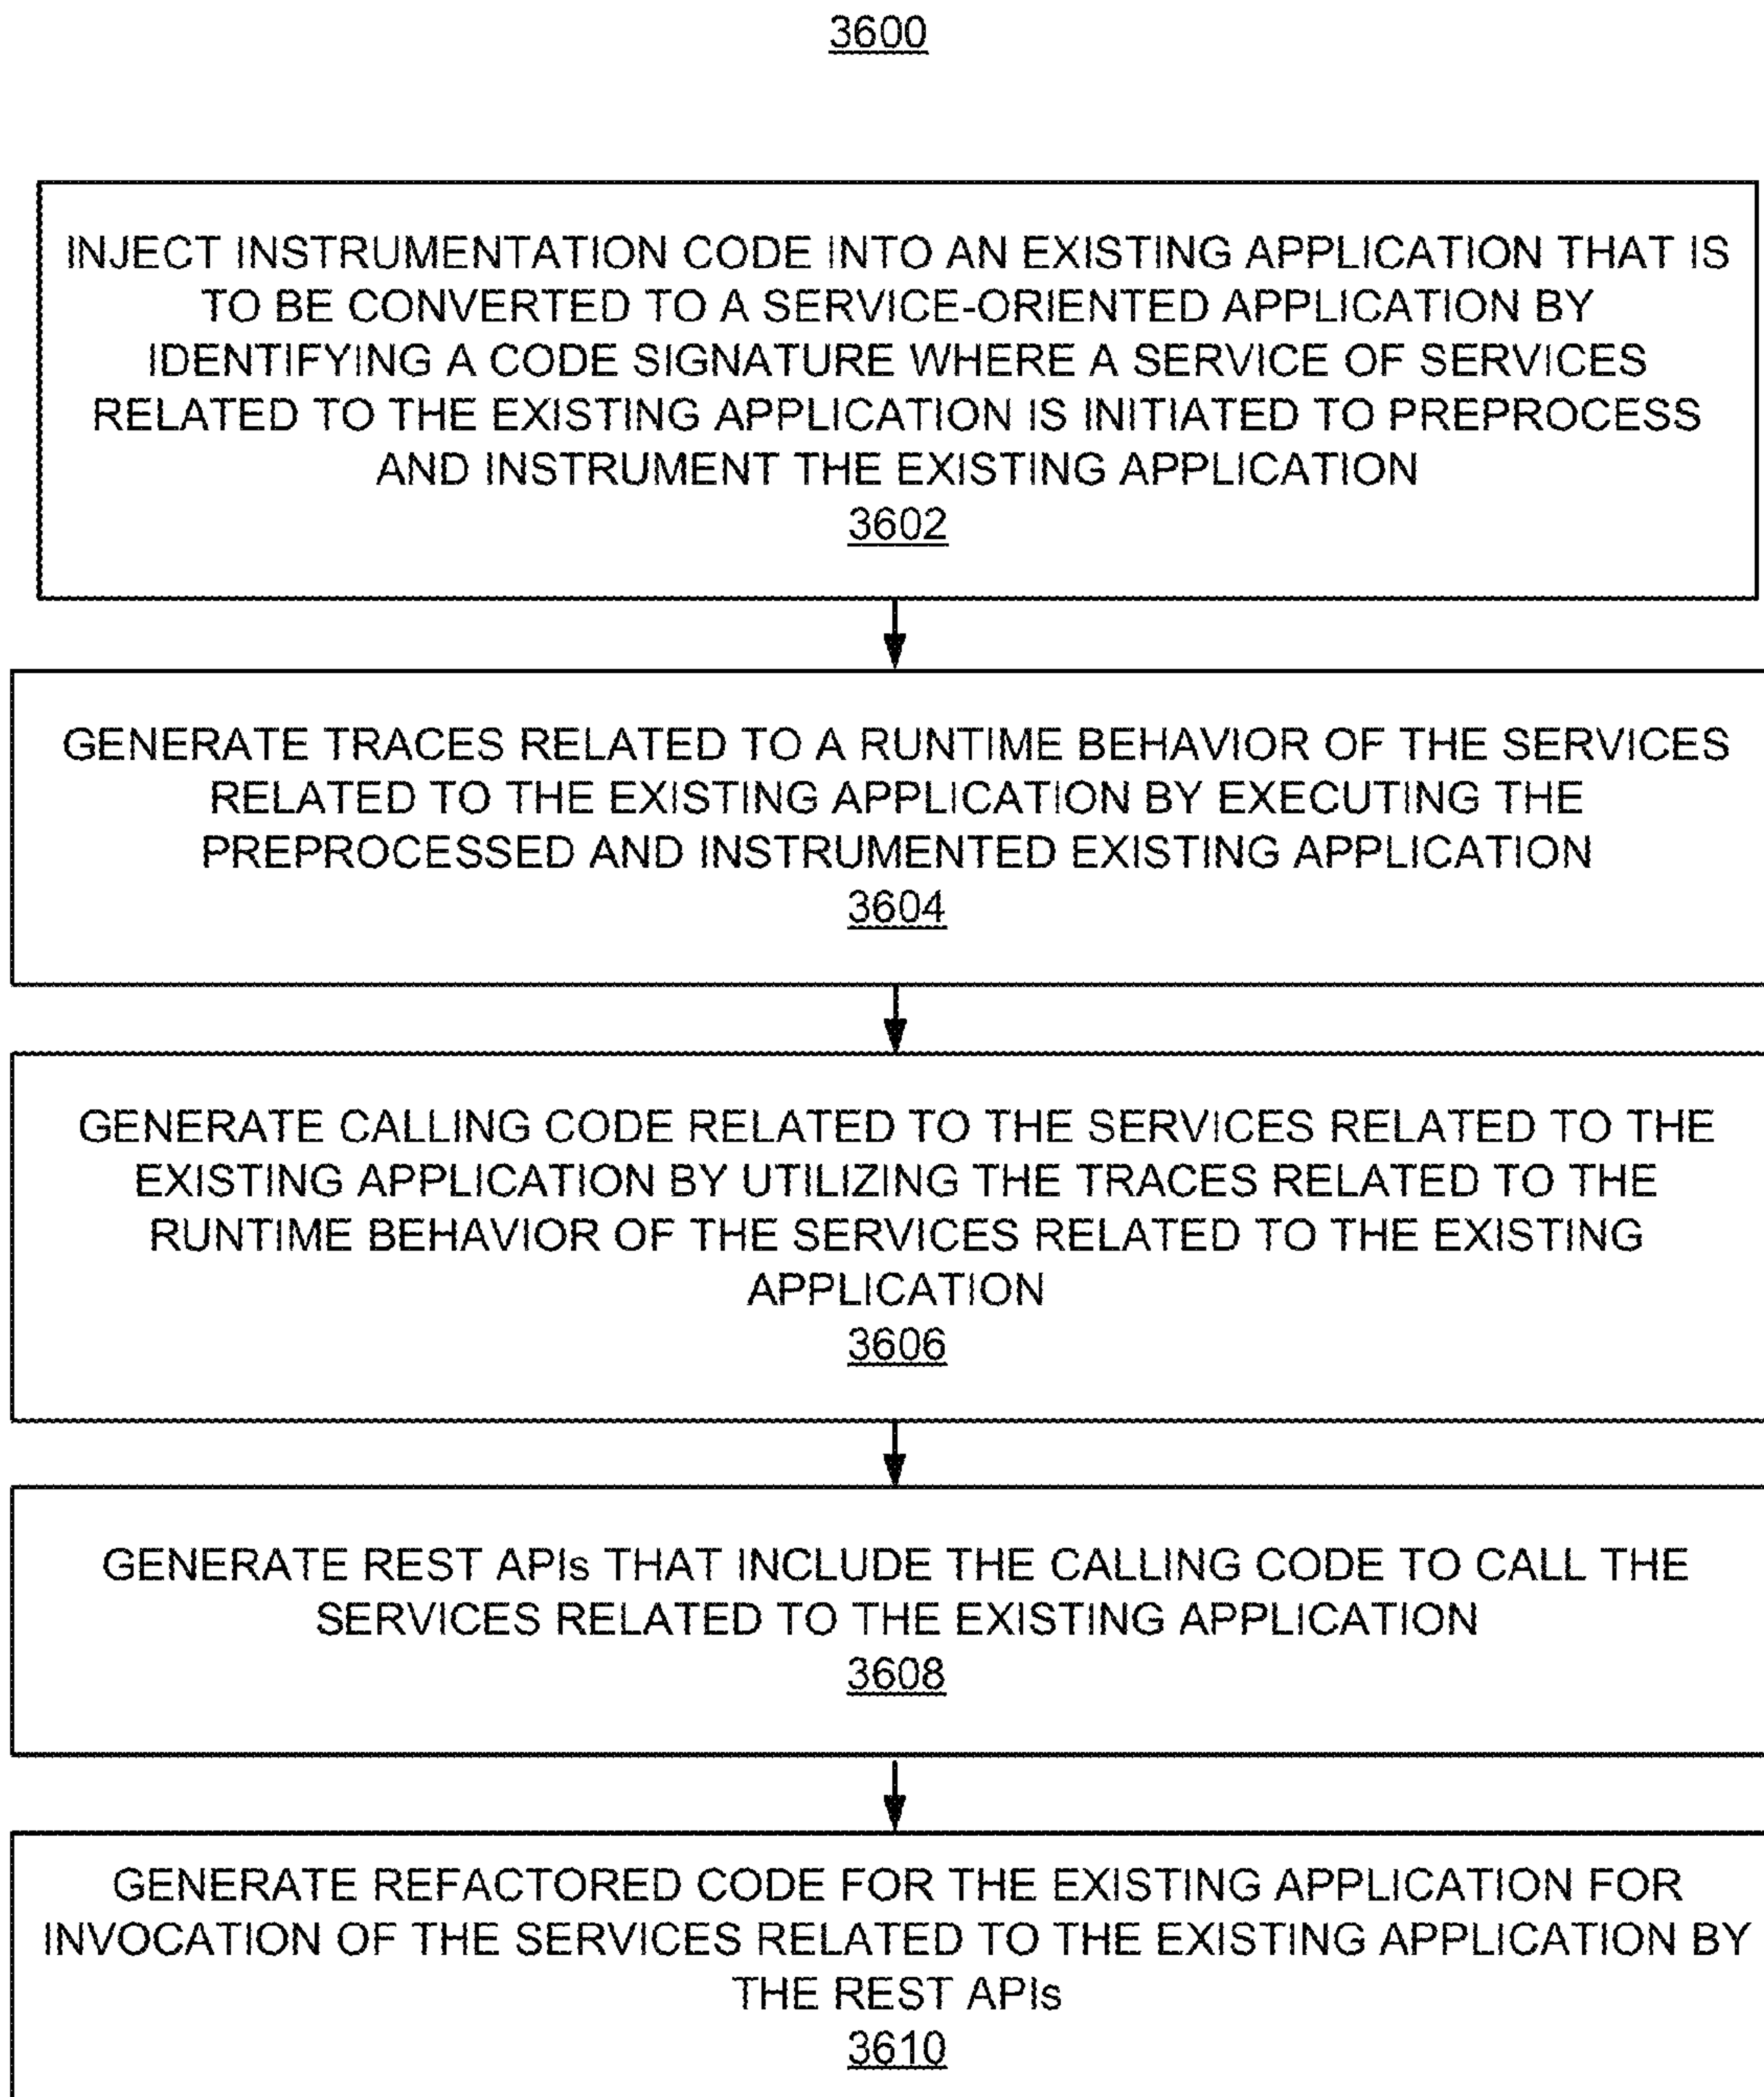 3600
INJECT INSTRUMENTATION CODE INTO AN EXISTING APPLICATION THAT IS
TO BE CONVERTED TO A SERVICE-ORIENTED APPLICATION BY
IDENTIFYING A CODE SIGNATURE WHERE A SERVICE OF SERVICES
RELATED TO THE EXISTING APPLICATION IS INITIATED TO PREPROCESS
AND INSTRUMENT THE EXISTING APPLICATION
3602
GENERATE TRACES RELATED TO A RUNTIME BEHAVIOR OF THE SERVICES
RELATED TO THE EXISTING APPLICATION BY EXECUTING THE
PREPROCESSED AND INSTRUMENTED EXISTING APPLICATION
3604
GENERATE CALLING CODE RELATED TO THE SERVICES RELATED TO THE
EXISTING APPLICATION BY UTILIZING THE TRACES RELATED TO THE
RUNTIME BEHAVIOR OF THE SERVICES RELATED TO THE EXISTING
APPLICATION
3606
GENERATE REST APIs THAT INCLUDE THE CALLING CODE TO CALL THE
SERVICES RELATED TO THE EXISTING APPLICATION
3608
GENERATE REFACTORED CODE FOR THE EXISTING APPLICATION FOR
INVOCATION OF THE SERVICES RELATED TO THE EXISTING APPLICATION BY
THE REST APIs
3610